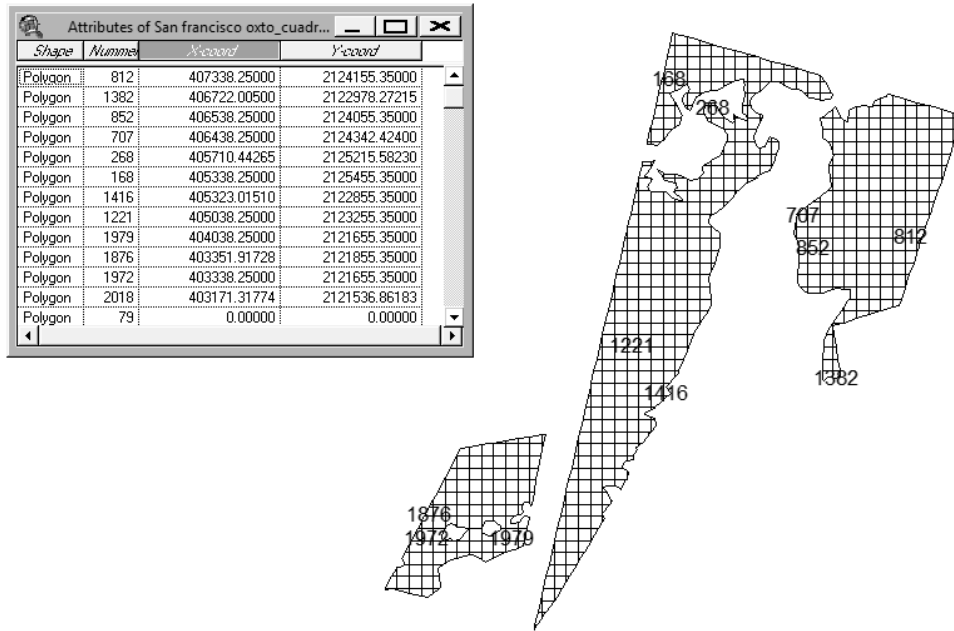 Attributes of San francisco oxto_cuadr...
Shape Nummer X-coord Y-coord
Polygon 812 407338.25000 2124155.35000
Polygon 1382 406722.00500 2122978.27215
Polygon 852 406538.25000 2124055.35000
Polygon 707 406438.25000 2124342.42400
Polygon 268 405710.44265 2125215.58230
Polygon 168 405338.25000 2125455.35000
Polygon 1416 405323.01510 2122855.35000
Polygon 1221 405038.25000 2123255.35000
Polygon 1979 404038.25000 2121655.35000
Polygon 1876 403351.91728 2121855.35000
Polygon 1972 403338.25000 2121655.35000
Polygon 2018 403171.31774 2121536.86183
Polygon 79 0.00000 0.00000
168
268
707
812
852
1221
1382
1416
1876
1972 1979